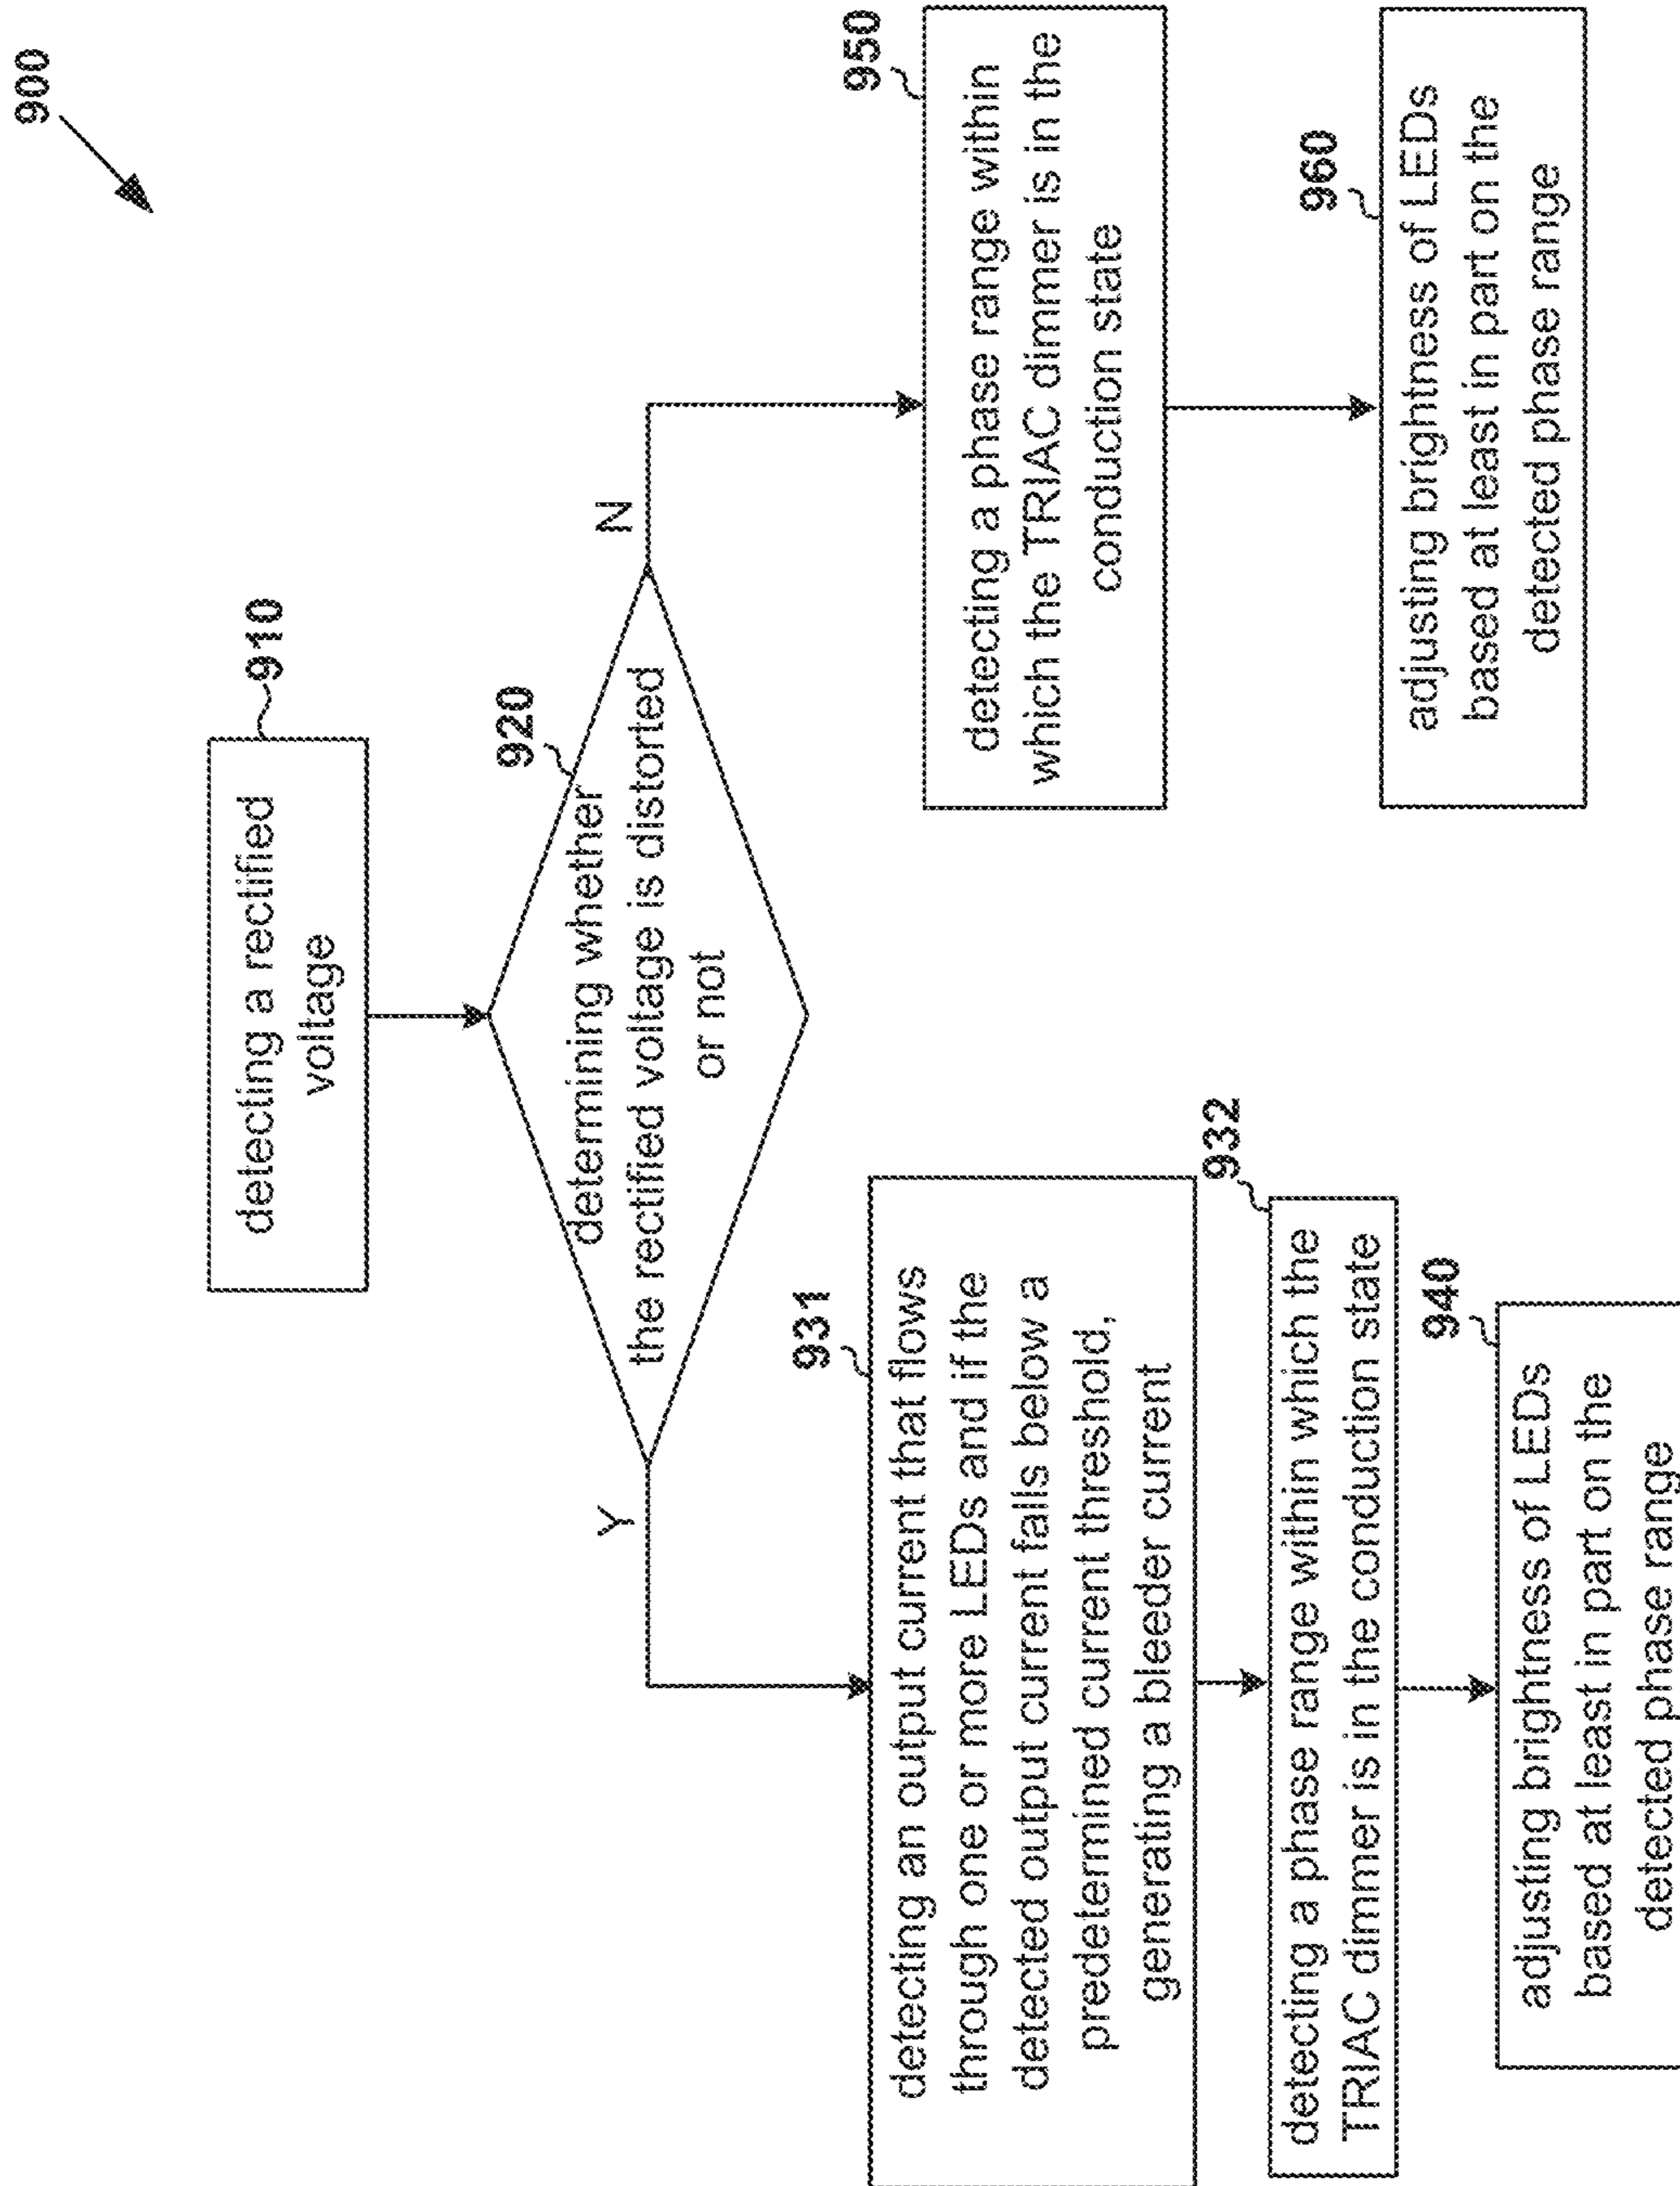 900
910
detecting a rectified
voltage
920
determining whether
the rectified voltage is distorted
or not
Y
N
931
detecting an output current that flows
through one or more LEDs and if the
detected output current falls below a
predetermined current threshold,
generating a bleeder current
932
detecting a phase range within which the
TRIAC dimmer is in the conduction state
940
adjusting brightness of LEDs
based at least in part on the
detected phase range
950
detecting a phase range within
which the TRIAC dimmer is in the
conduction state
960
adjusting brightness of LEDs
based at least in part on the
detected phase range